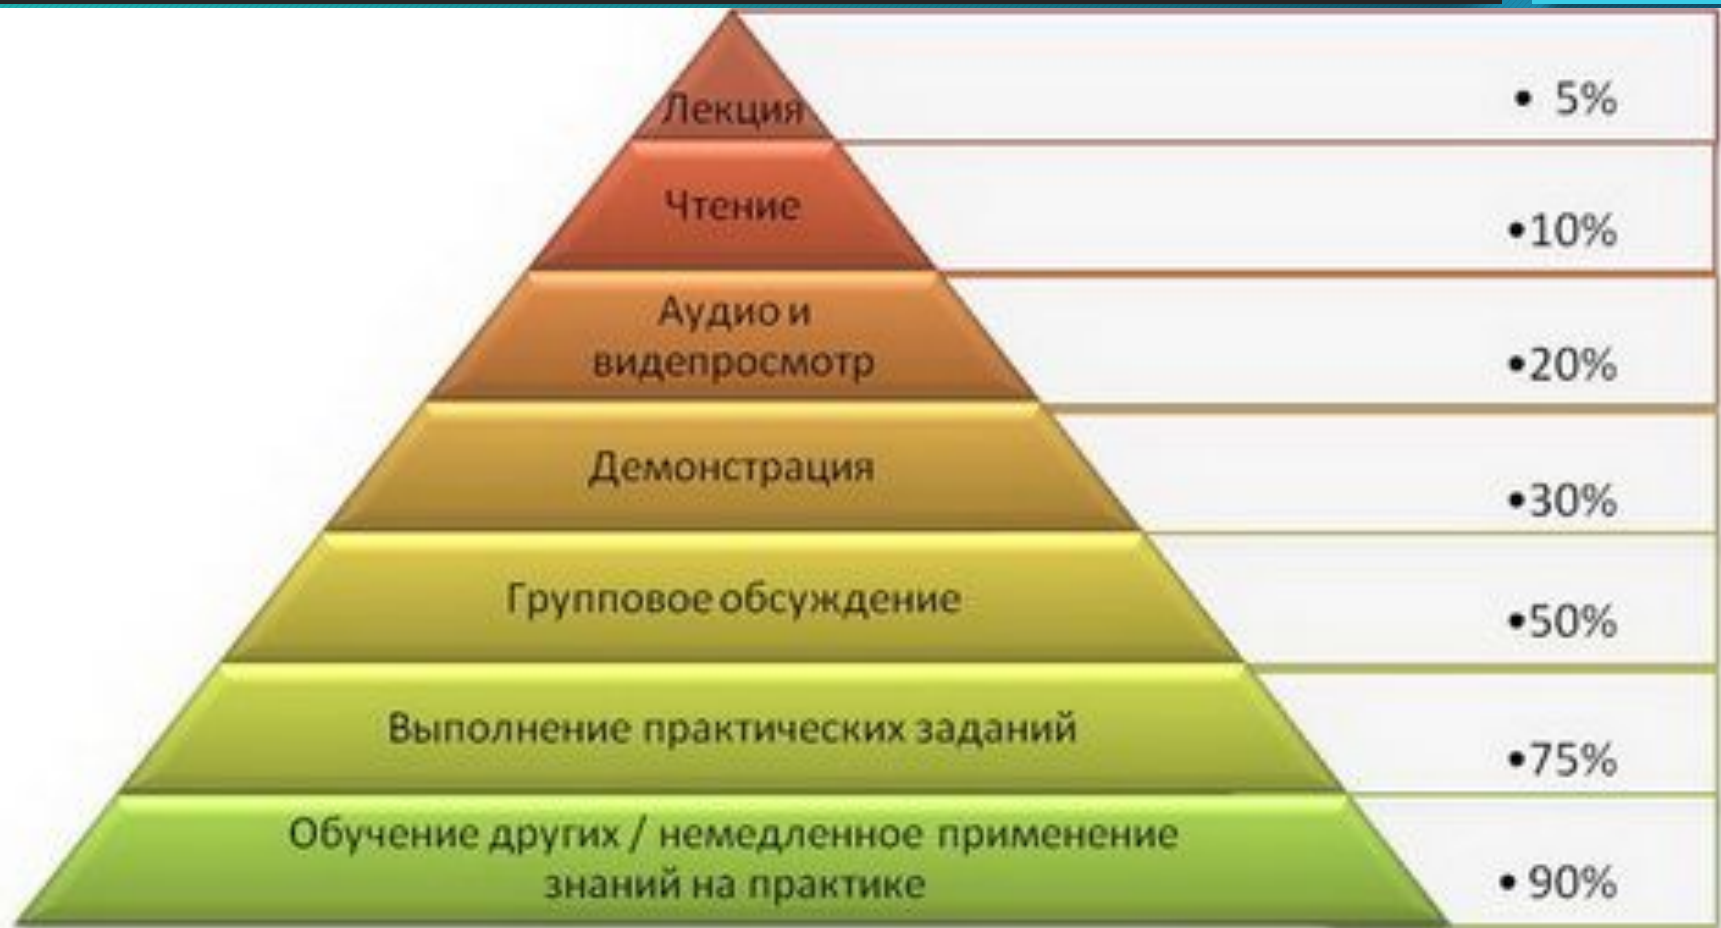 Лекция
• 5%
Чтение
•10%
Аудио и
видепросмотр
•20%
Демонстрация
•30%
Групповое обсуждение
•50%
Выполнение практических заданий
•75%
Обучение других / немедленное применение
знаний на практике
• 90%